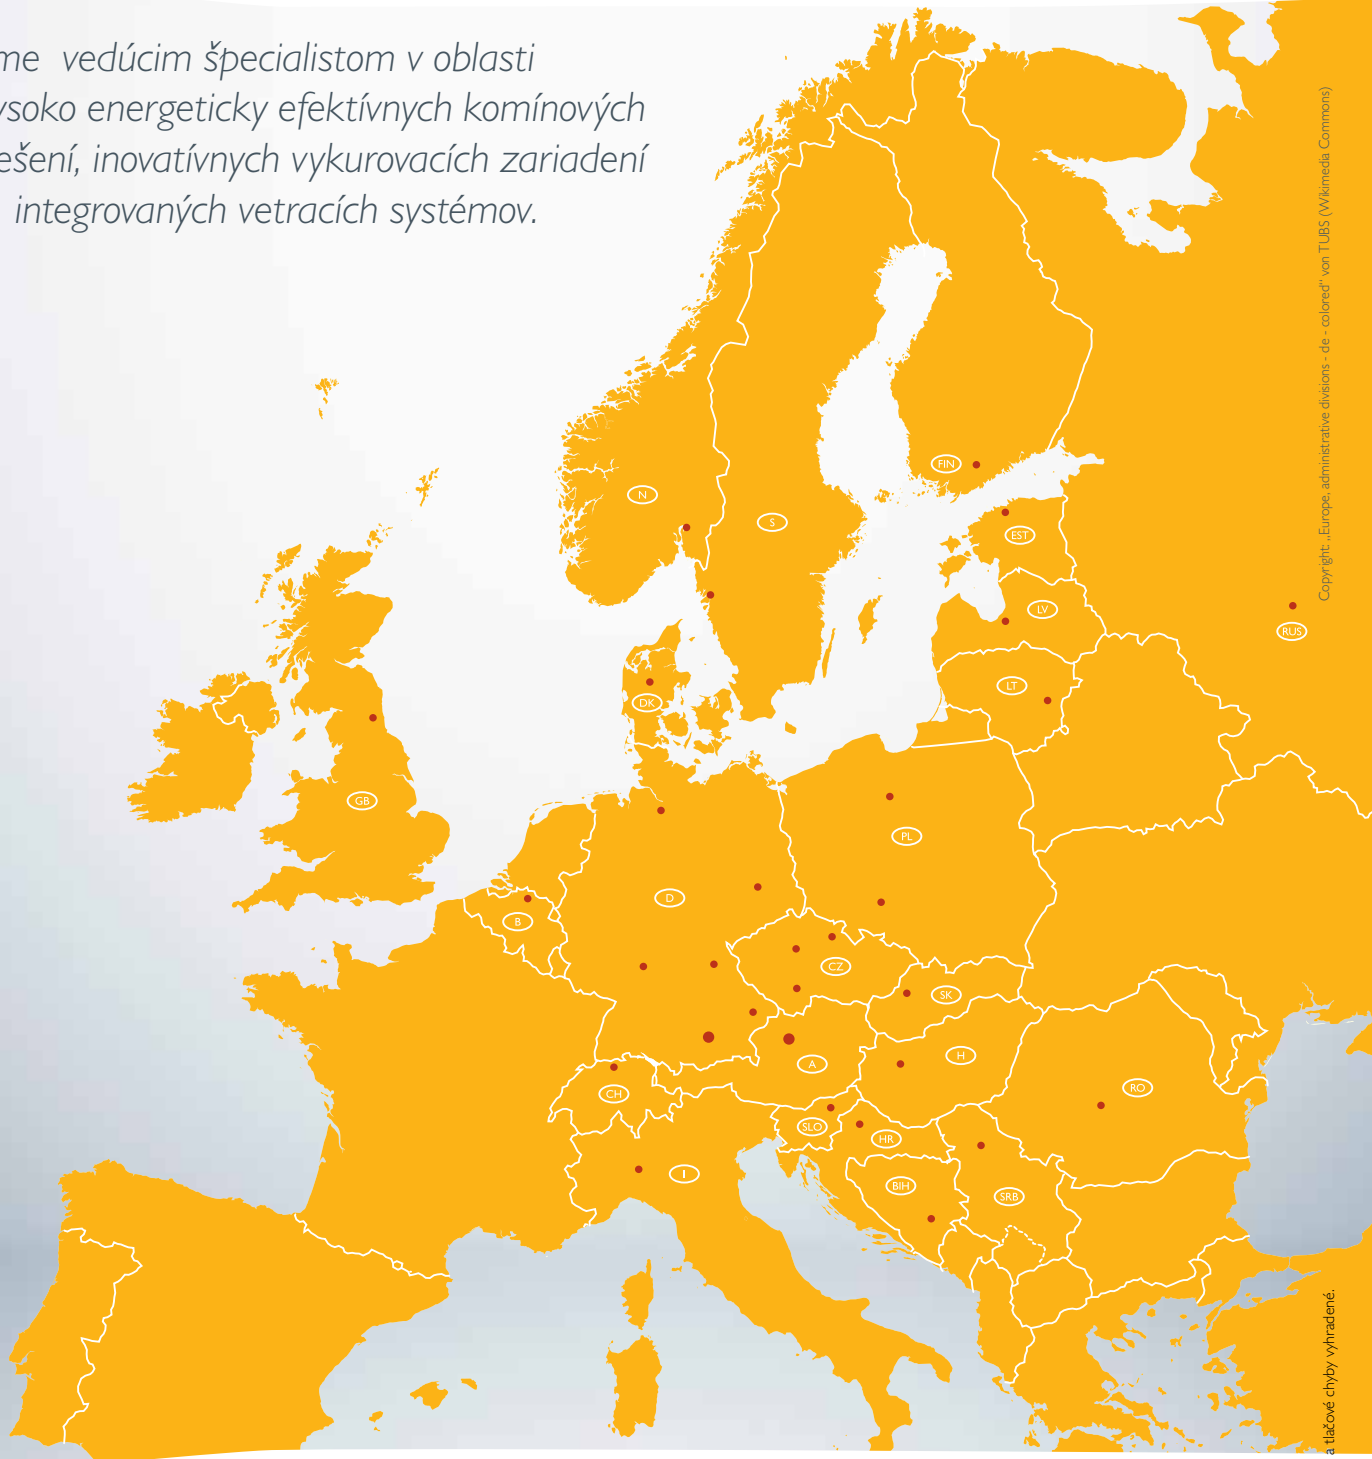 me vedúcim špecialistom v oblasti
ysoko energeticky efektívnych komínových
ešení, inovatívnych vykurovacích zariadení
integrovaných vetracích systémov.
Copyright: „Europe, administrative divisions - de - colored" von TUBS (Wikimedia Commons)
FIN
N
S
EST
LV
RUS
LT
DK
GB
PL
D
B
CZ
SK
H
A
RO
CH
SLO
HR
I
BIH
SRB
a tlačové chyby vyhradené.